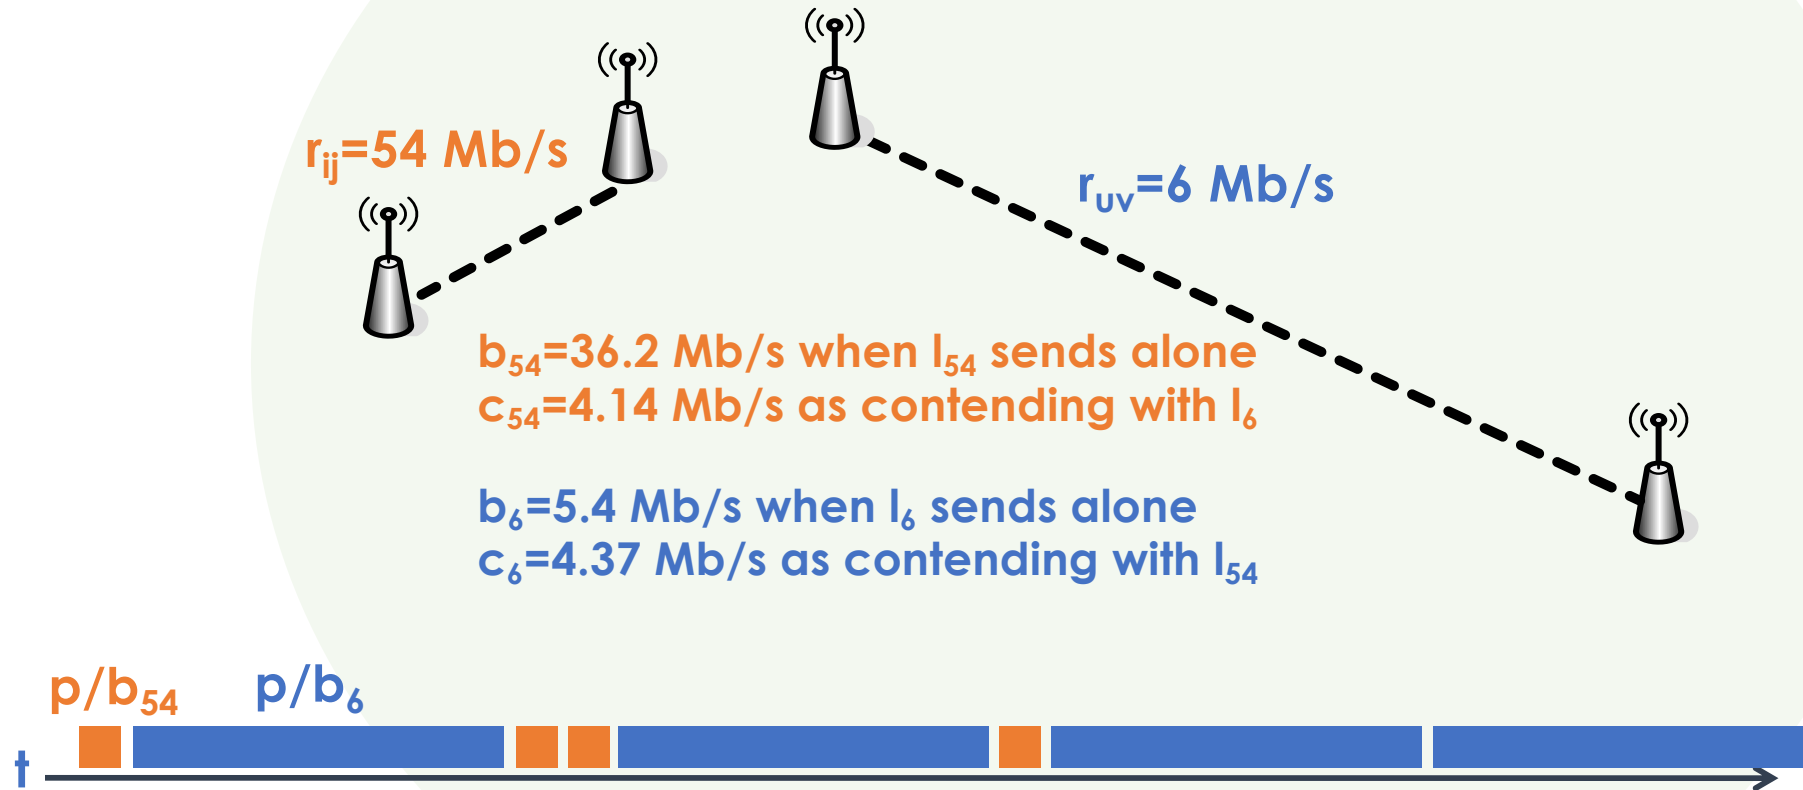 r_ij=54 Mb/s
r_uv=6 Mb/s
b_54=36.2 Mb/s when l_54 sends alone
c_54=4.14 Mb/s as contending with l_6
b_6=5.4 Mb/s when l_6 sends alone
c_6=4.37 Mb/s as contending with l_54
p/b_54 p/b_6
t